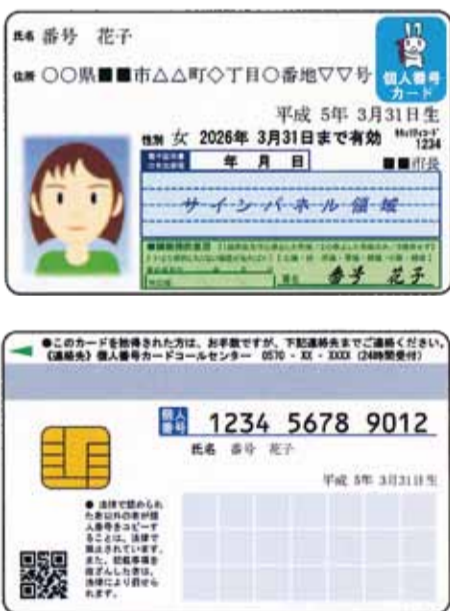 氏名 番号 花子
住所 〇〇県■■市△△町◇丁目〇番地▽▽号
個人番号
カード
平成 5年 3月31日生
性別 女 2026年 3月31日まで有効
1234
年 月 日
■■市長
サインパネル領域
署名 番号 花子
●このカードを拾得された方は、お手数ですが、下記連絡先までご連絡ください。
《連絡先》個人番号カードコールセンター 0570-XX-XXXX (24時間受付)
個人番号 1234 5678 9012
氏名 番号 花子
平成 5年 3月31日生
● 法律で認められ
た者以外の者が個
人番号をコピーす
ることは、法律で
禁止されています。
また、記載事項を
改ざんした者は、
法律により罰せら
れます。